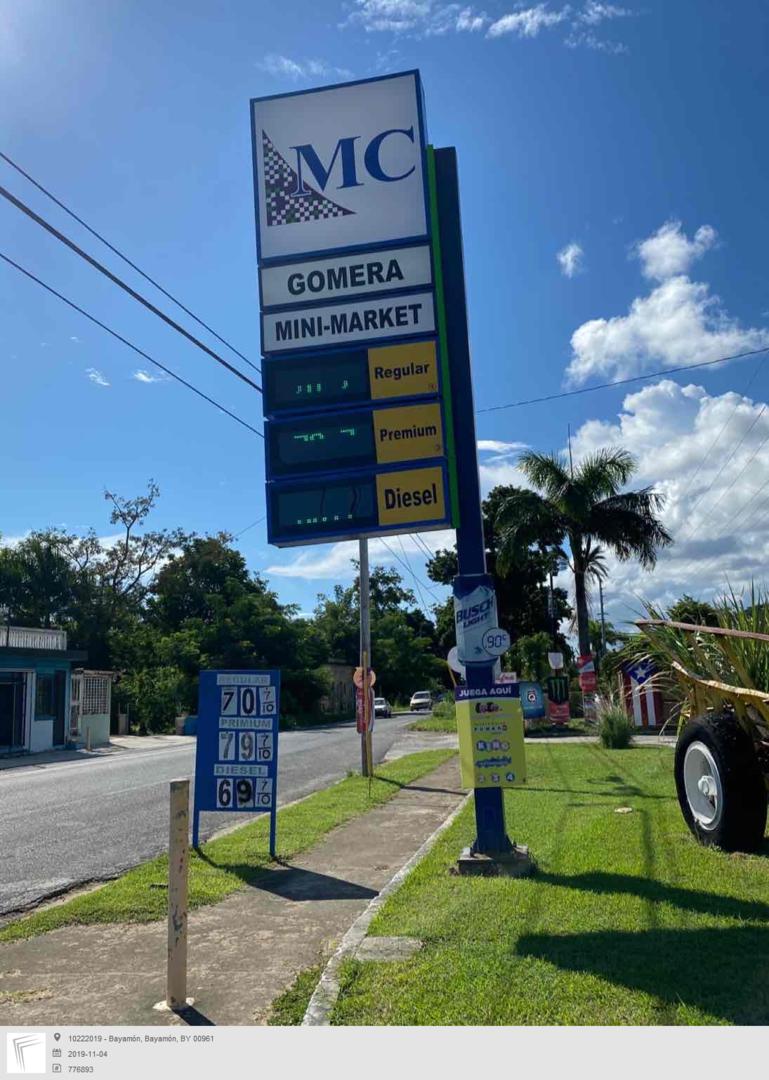 MC
GOMERA
MINI-MARKET
Regular
Premium
Diesel
BUSCH
LIGHT
90¢
JUEGA AQUÍ
REGULAR
70 7/10
PRIMIUM
79 7/10
DIESEL
69 7/10
10222019 - Bayamón, Bayamón, BY 00961
2019-11-04
776893